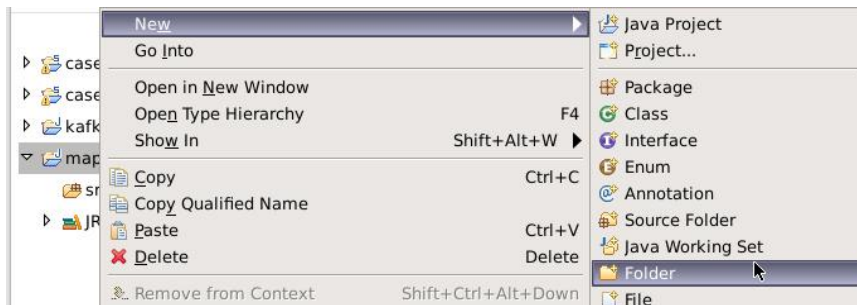 New
Go Into
Open in New Window
Open Type Hierarchy F4
Show In Shift+Alt+W
Copy Ctrl+C
Copy Qualified Name
Paste Ctrl+V
Delete Delete
Remove from Context Shift+Ctrl+Alt+Down
Java Project
Project...
Package
Class
Interface
Enum
Annotation
Source Folder
Java Working Set
Folder
File
case
case
kafk
map
sr
JR